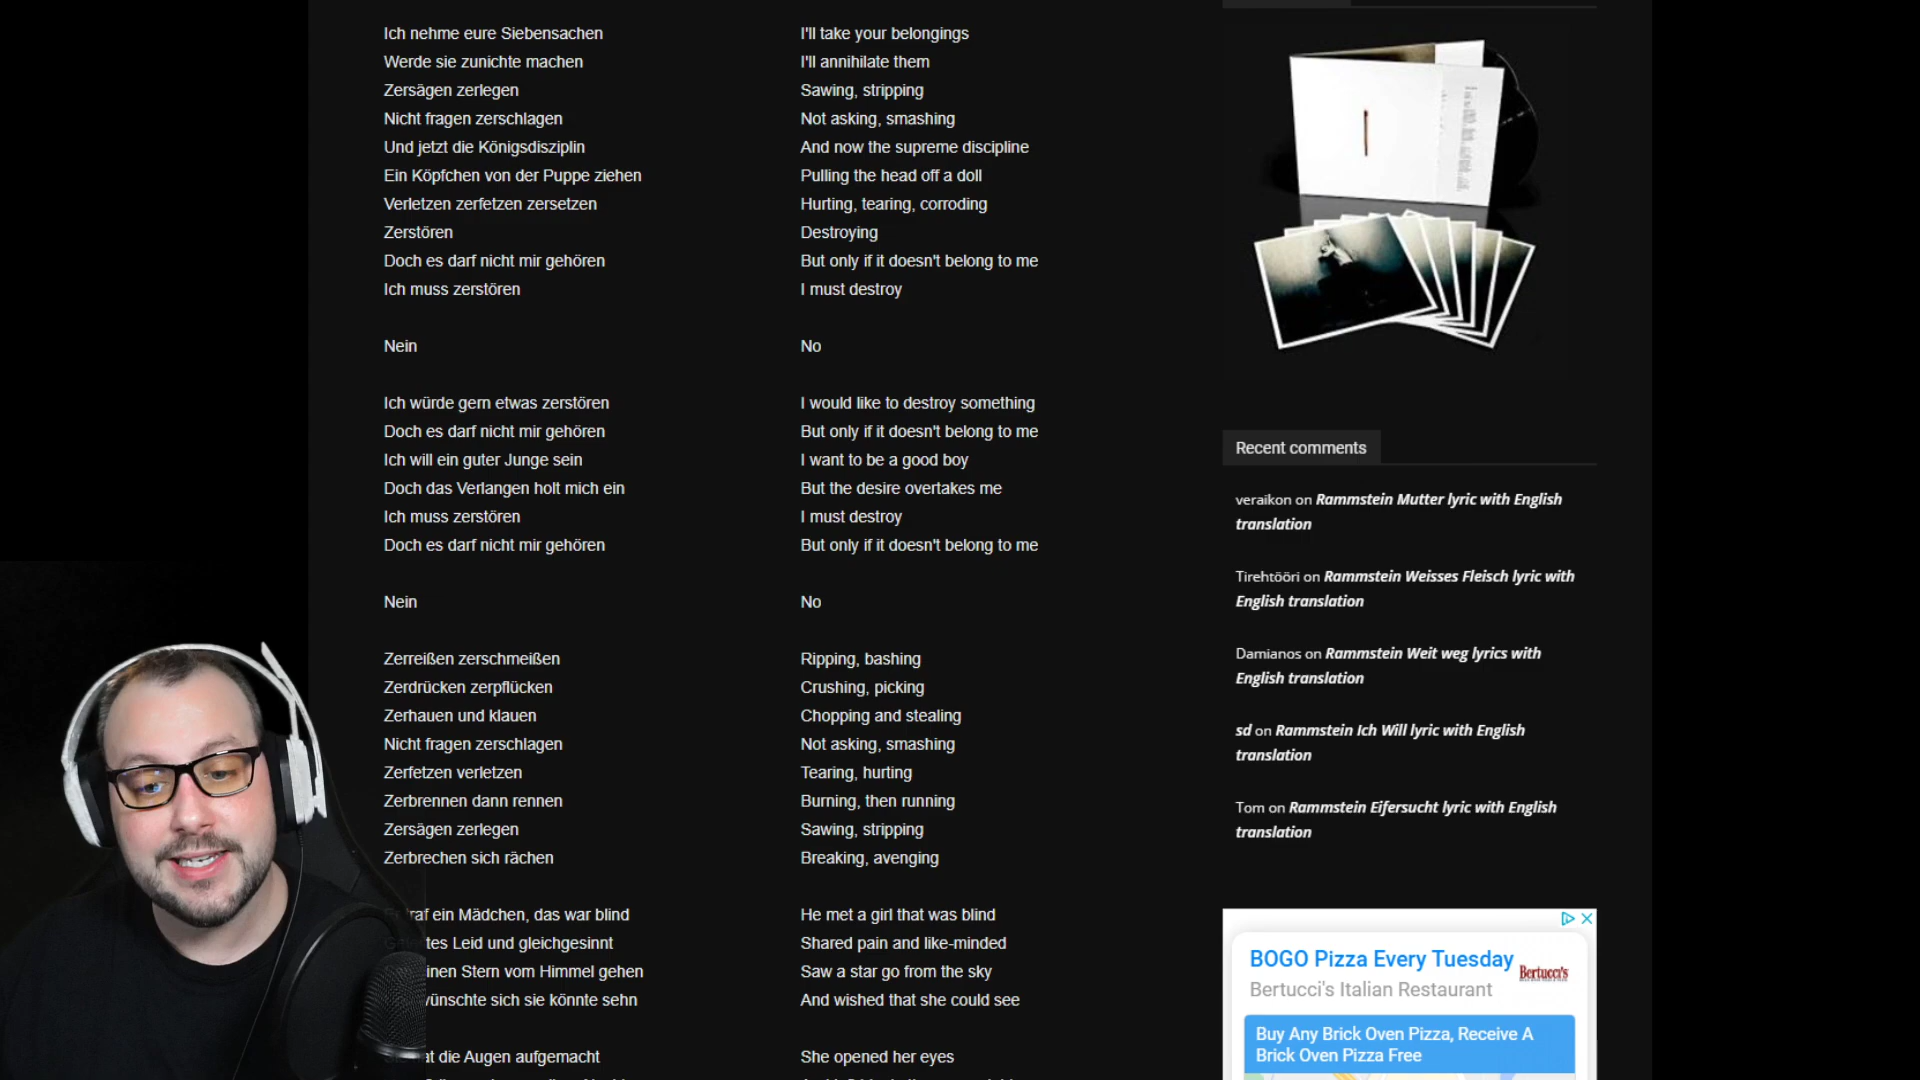 Ich nehme eure Siebensachen
Werde sie zunichte machen
Zersägen zerlegen
Nicht fragen zerschlagen
Und jetzt die Königsdisziplin
Ein Köpfchen von der Puppe ziehen
Verletzen zerfetzen zersetzen
Zerstören
Doch es darf nicht mir gehören
Ich muss zerstören
Nein
Ich würde gern etwas zerstören
Doch es darf nicht mir gehören
Ich will ein guter Junge sein
Doch das Verlangen holt mich ein
Ich muss zerstören
Doch es darf nicht mir gehören
Nein
Zerreißen zerschmeißen
Zerdrücken zerpflücken
Zerhauen und klauen
Nicht fragen zerschlagen
Zerfetzen verletzen
Zerbrennen dann rennen
Zersägen zerlegen
Zerbrechen sich rächen
ein Mädchen, das war blind
Leid und gleichgesinnt
Stern vom Himmel gehen
wünschte sich sie könnte sehn
die Augen aufgemacht
I'll take your belongings
I'll annihilate them
Sawing, stripping
Not asking, smashing
And now the supreme discipline
Pulling the head off a doll
Hurting, tearing, corroding
Destroying
But only if it doesn't belong to me
I must destroy
No
I would like to destroy something
But only if it doesn't belong to me
I want to be a good boy
But the desire overtakes me
I must destroy
But only if it doesn't belong to me
No
Ripping, bashing
Crushing, picking
Chopping and stealing
Not asking, smashing
Tearing, hurting
Burning, then running
Sawing, stripping
Breaking, avenging
He met a girl that was blind
Shared pain and like-minded
Saw a star go from the sky
And wished that she could see
She opened her eyes
Recent comments
veraikon on Rammstein Mutter lyric with English
translation
Tirehtööri on Rammstein Weisses Fleisch lyric with
English translation
Damianos on Rammstein Weit weg lyrics with
English translation
sd on Rammstein Ich Will lyric with English
translation
Tom on Rammstein Eifersucht lyric with English
translation
BOGO Pizza Every Tuesday
Bertucci's
Bertucci's Italian Restaurant
Buy Any Brick Oven Pizza, Receive A
Brick Oven Pizza Free